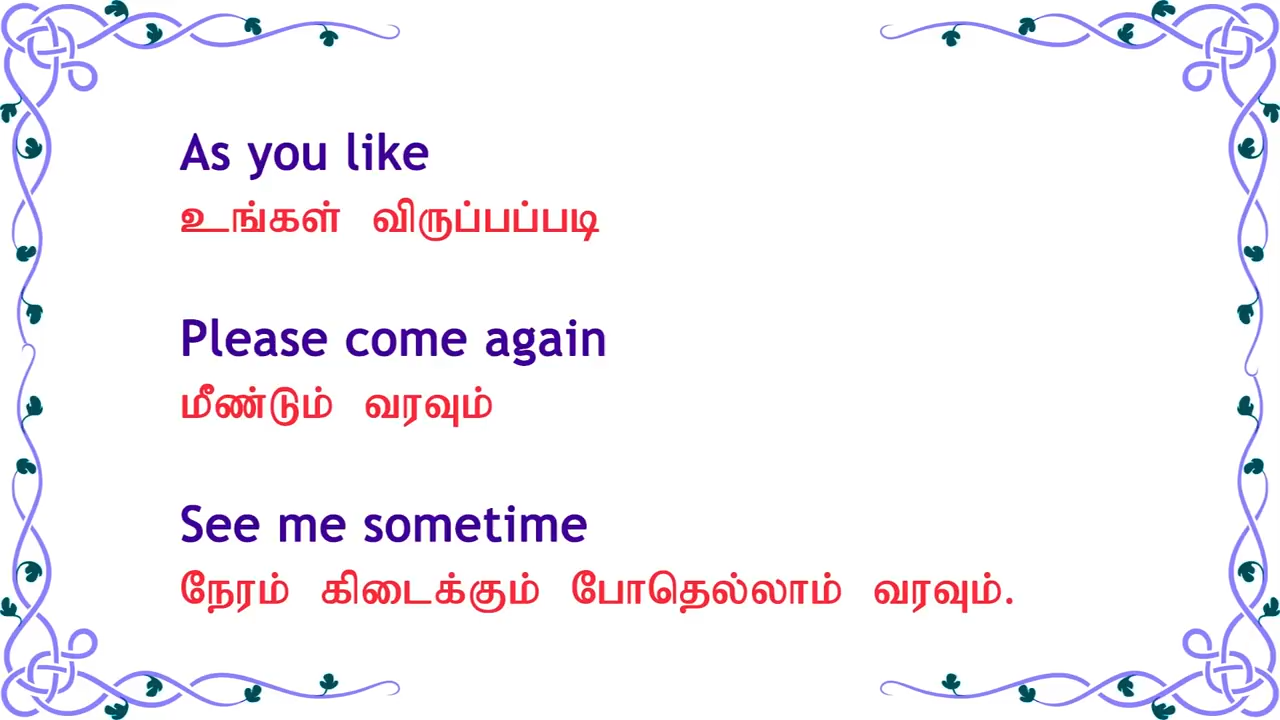 As you like
உங்கள் விருப்பப்படி
Please come again
மீண்டும் வரவும்
See me sometime
நேரம் கிடைக்கும் போதெல்லாம் வரவும்.